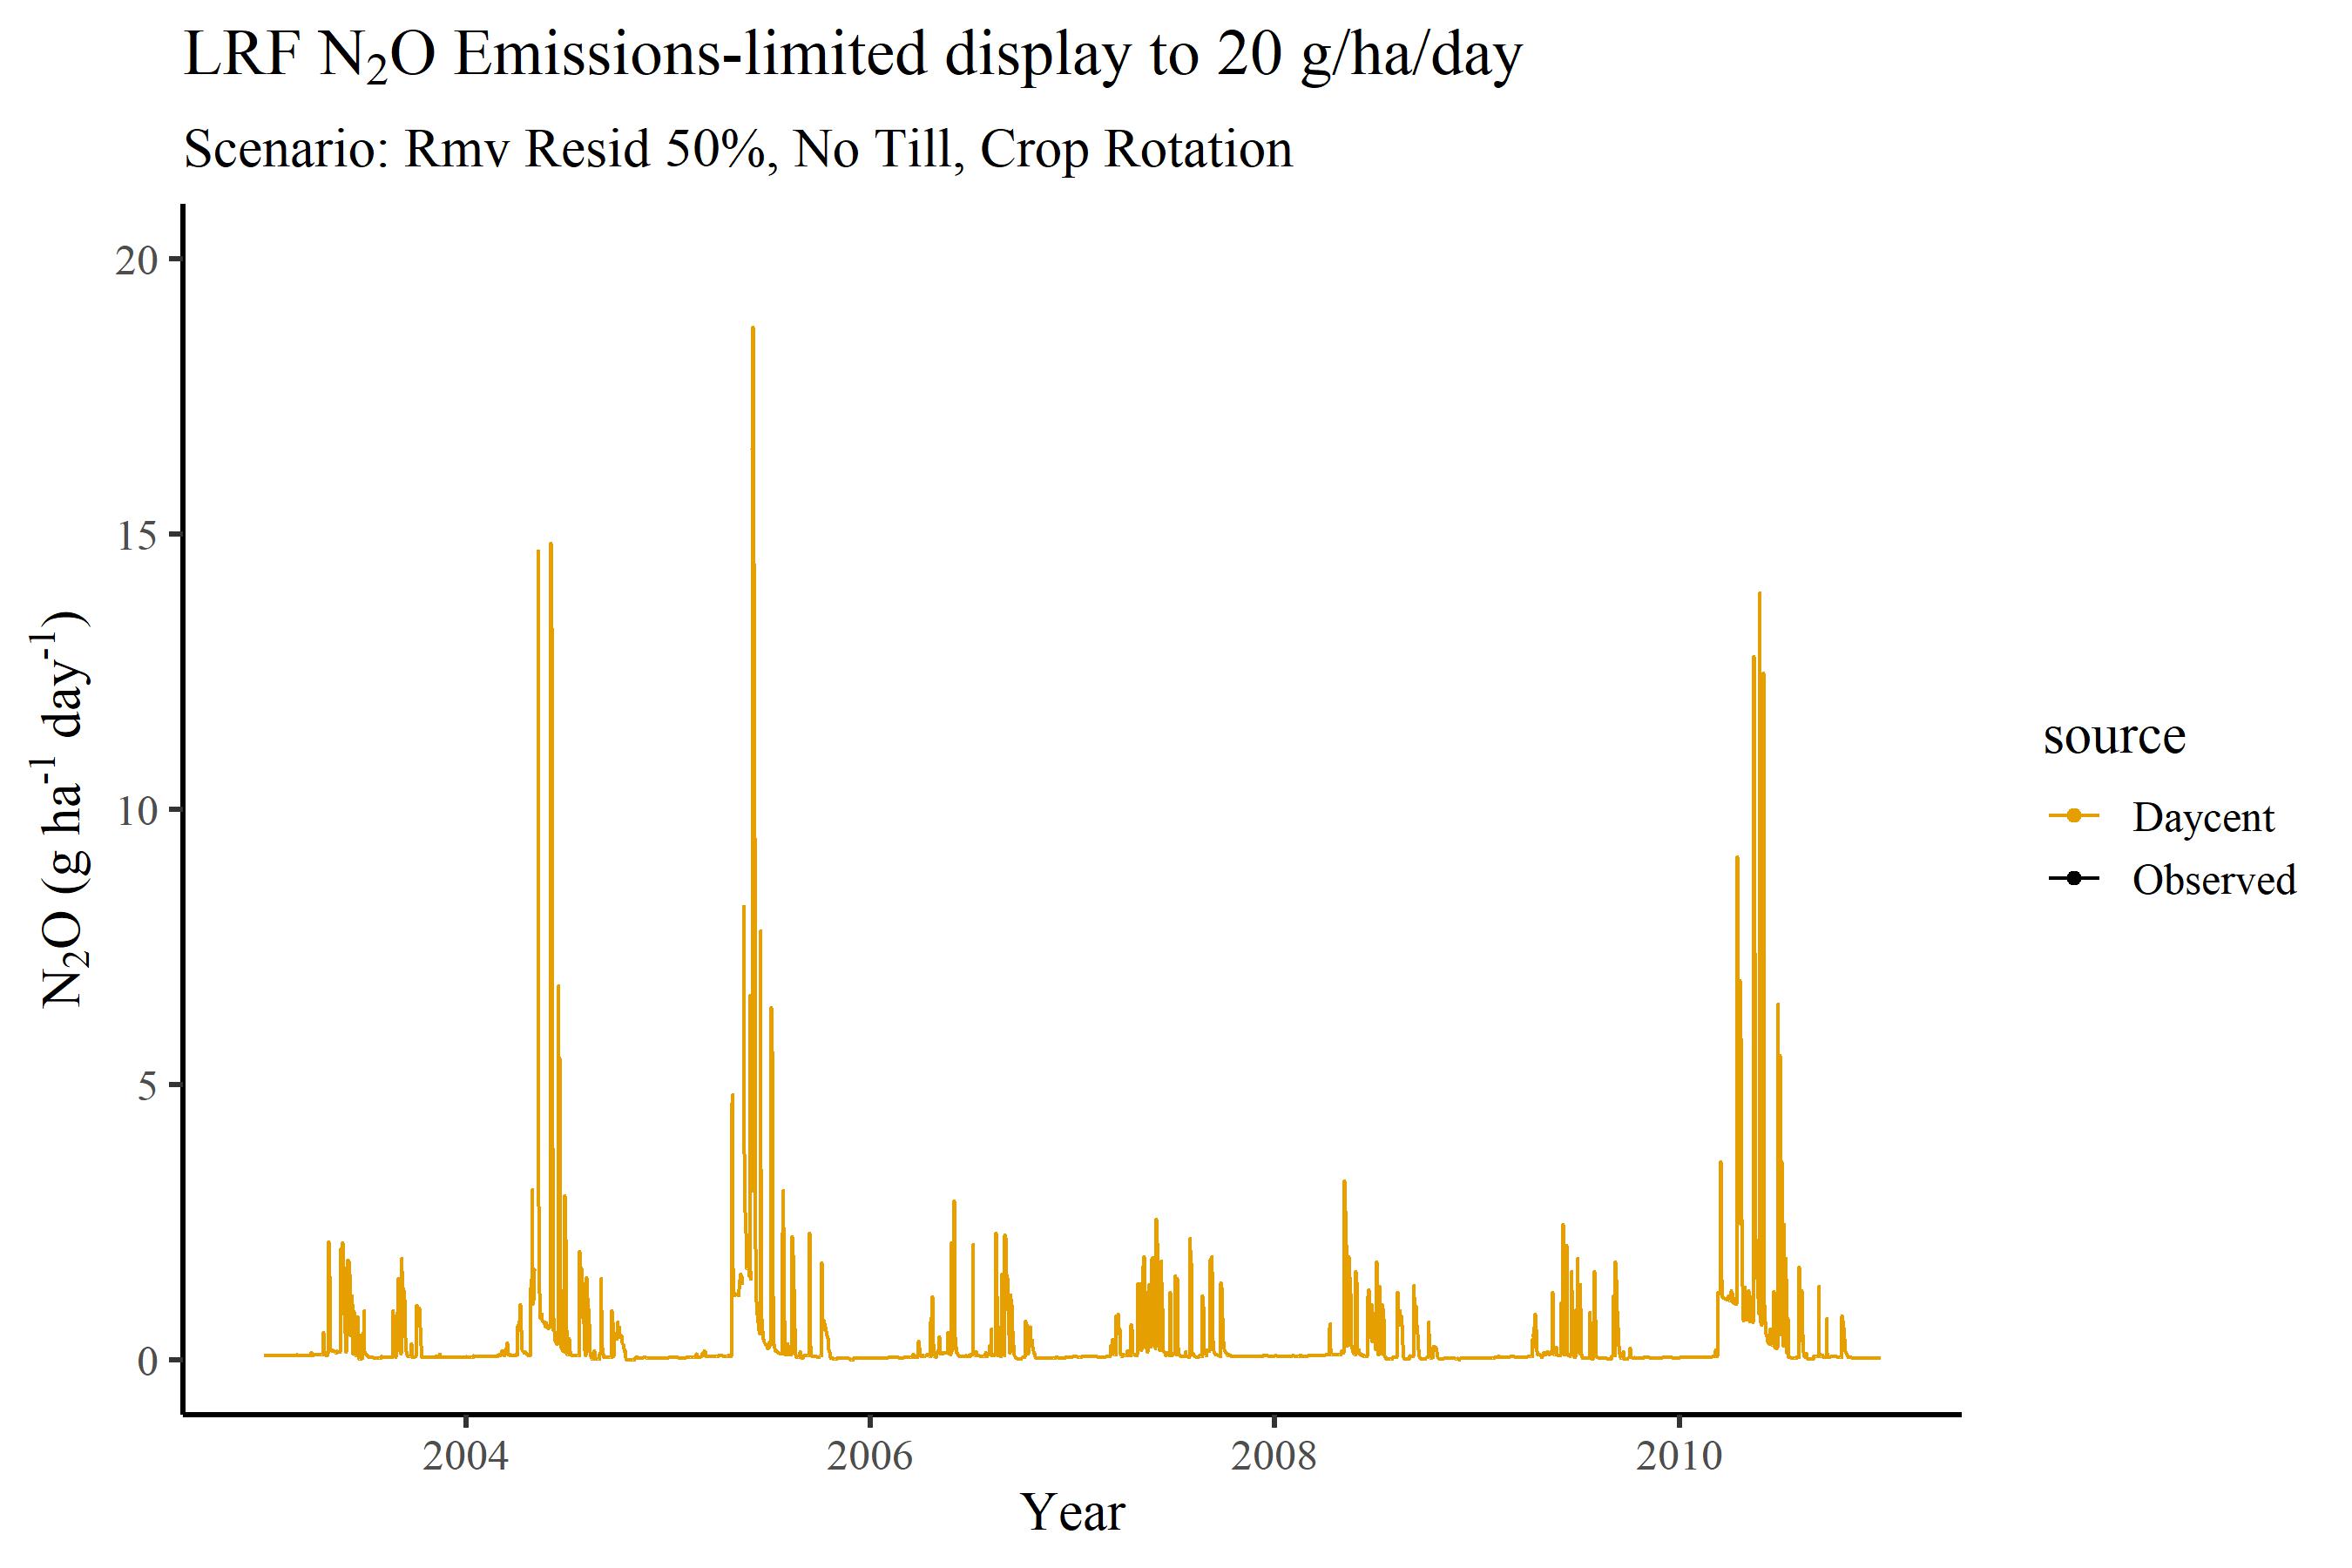 LRF N₂O Emissions-limited display to 20 g/ha/day
Scenario: Rmv Resid 50%, No Till, Crop Rotation
N₂O (g ha⁻¹ day⁻¹)
20
15
10
5
0
2004 2006 2008 2010
Year
source
Daycent
Observed